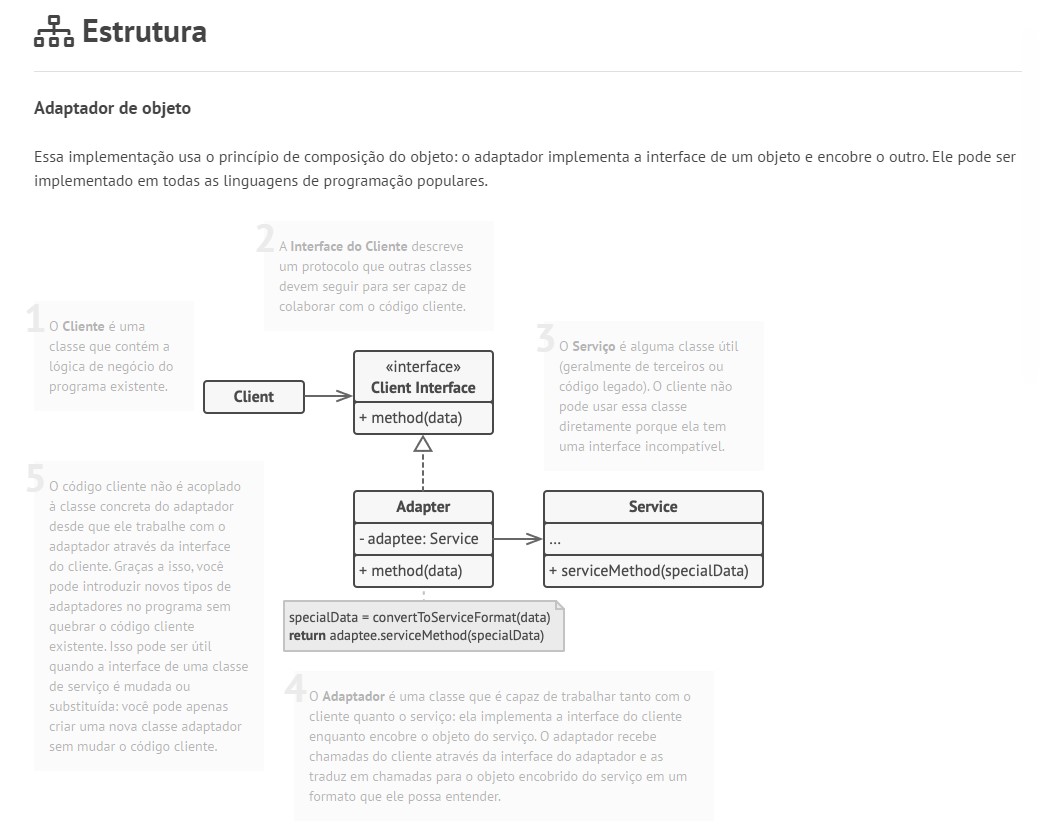 Estrutura
Adaptador de objeto
Essa implementação usa o princípio de composição do objeto: o adaptador implementa a interface de um objeto e encobre o outro. Ele pode ser
implementado em todas as linguagens de programação populares.
1
O Cliente é uma
classe que contém a
lógica de negócio do
programa existente.
2
A Interface do Cliente descreve
um protocolo que outras classes
devem seguir para ser capaz de
colaborar com o código cliente.
3
O Serviço é alguma classe útil
(geralmente de terceiros ou
código legado). O cliente não
pode usar essa classe
diretamente porque ela tem
uma interface incompatível.
Client
«interface»
Client Interface
+ method(data)
Adapter
- adaptee: Service
+ method(data)
Service
...
+ serviceMethod(specialData)
specialData = convertToServiceFormat(data)
return adaptee.serviceMethod(specialData)
4
O Adaptador é uma classe que é capaz de trabalhar tanto com o
cliente quanto o serviço: ela implementa a interface do cliente
enquanto encobre o objeto do serviço. O adaptador recebe
chamadas do cliente através da interface do adaptador e as
traduz em chamadas para o objeto encobrido do serviço em um
formato que ele possa entender.
5
O código cliente não é acoplado
à classe concreta do adaptador
desde que ele trabalhe com o
adaptador através da interface
do cliente. Graças a isso, você
pode introduzir novos tipos de
adaptadores no programa sem
quebrar o código cliente
existente. Isso pode ser útil
quando a interface de uma classe
de serviço é mudada ou
substituída: você pode apenas
criar uma nova classe adaptador
sem mudar o código cliente.